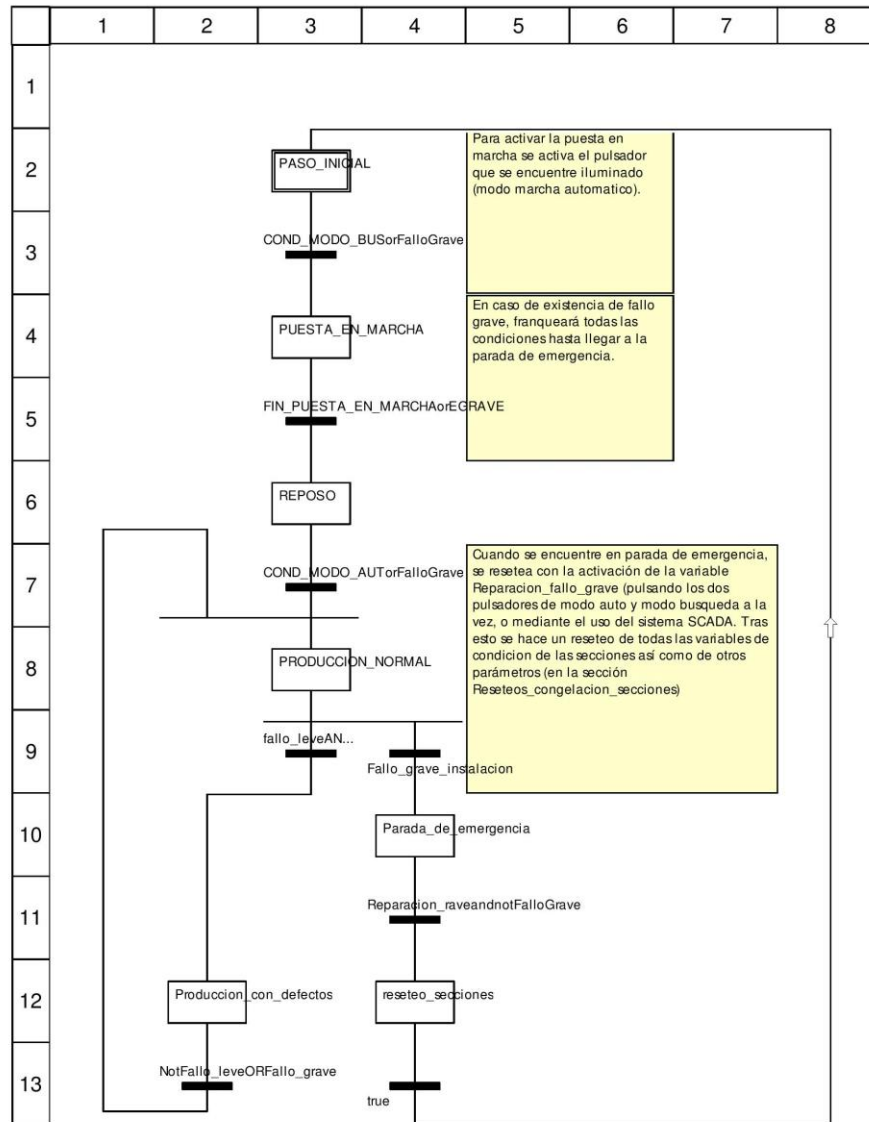 1 2 3 4 5 6 7 8
1
2
PASO_INICIAL
Para activar la puesta en
marcha se activa el pulsador
que se encuentre iluminado
(modo marcha automatico).
3
COND_MODO_BUSorFalloGrave
4
PUESTA_EN_MARCHA
En caso de existencia de fallo
grave, franqueará todas las
condiciones hasta llegar a la
parada de emergencia.
5
FIN_PUESTA_EN_MARCHAorEGRAVE
6
REPOSO
7
COND_MODO_AUTorFalloGrave
Cuando se encuentre en parada de emergencia,
se resetea con la activación de la variable
Reparacion_fallo_grave (pulsando los dos
pulsadores de modo auto y modo busqueda a la
vez, o mediante el uso del sistema SCADA. Tras
esto se hace un reseteo de todas las variables de
condicion de las secciones así como de otros
parámetros (en la sección
Reseteos_congelacion_secciones)
8
PRODUCCION_NORMAL
9
fallo_leveAN...
Fallo_grave_instalacion
10
Parada_de_emergencia
11
Reparacion_raveandnotFalloGrave
12
Produccion_con_defectos
reseteo_secciones
13
NotFallo_leveORFallo_grave
true